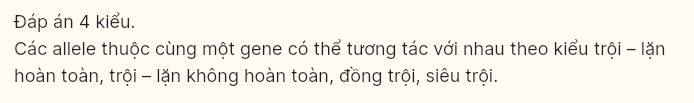 Đáp án 4 kiểu.
Các allele thuộc cùng một gene có thể tương tác với nhau theo kiểu trội – lặn
hoàn toàn, trội – lặn không hoàn toàn, đồng trội, siêu trội.